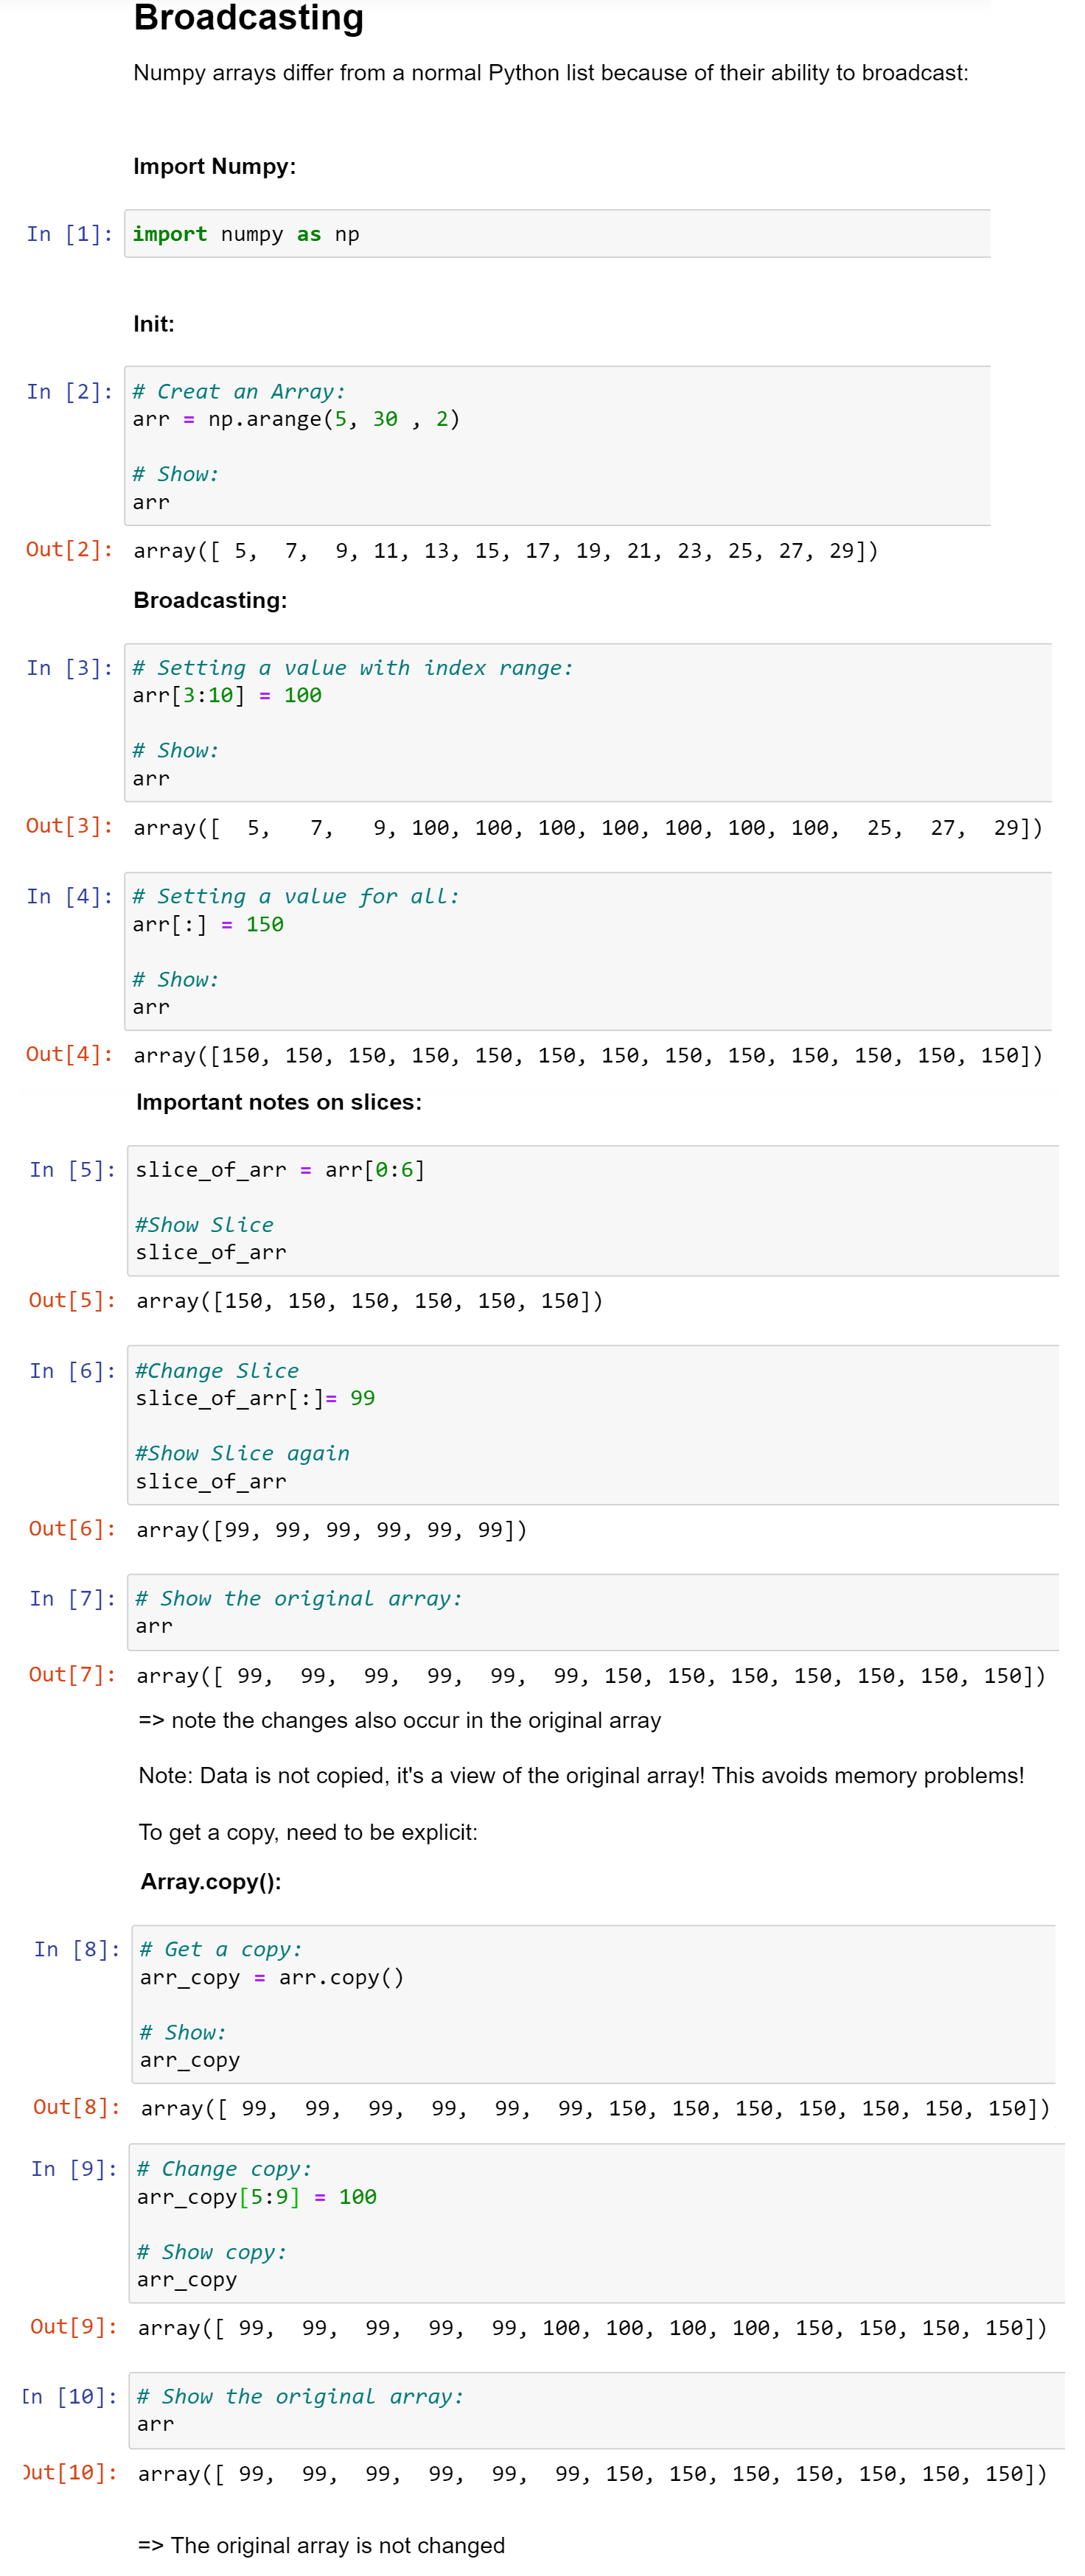 Broadcasting
Numpy arrays differ from a normal Python list because of their ability to broadcast:
Import Numpy:
In [1]: import numpy as np
Init:
In [2]: # Creat an Array:
arr = np.arange(5, 30 , 2)
# Show:
arr
Out[2]: array([ 5,  7,  9, 11, 13, 15, 17, 19, 21, 23, 25, 27, 29])
Broadcasting:
In [3]: # Setting a value with index range:
arr[3:10] = 100
# Show:
arr
Out[3]: array([  5,   7,   9, 100, 100, 100, 100, 100, 100, 100,  25,  27,  29])
In [4]: # Setting a value for all:
arr[:] = 150
# Show:
arr
Out[4]: array([150, 150, 150, 150, 150, 150, 150, 150, 150, 150, 150, 150, 150])
Important notes on slices:
In [5]: slice_of_arr = arr[0:6]
#Show Slice
slice_of_arr
Out[5]: array([150, 150, 150, 150, 150, 150])
In [6]: #Change Slice
slice_of_arr[:]= 99
#Show Slice again
slice_of_arr
Out[6]: array([99, 99, 99, 99, 99, 99])
In [7]: # Show the original array:
arr
Out[7]: array([ 99,  99,  99,  99,  99,  99, 150, 150, 150, 150, 150, 150, 150])
=> note the changes also occur in the original array
Note: Data is not copied, it's a view of the original array! This avoids memory problems!
To get a copy, need to be explicit:
Array.copy():
In [8]: # Get a copy:
arr_copy = arr.copy()
# Show:
arr_copy
Out[8]: array([ 99,  99,  99,  99,  99,  99, 150, 150, 150, 150, 150, 150, 150])
In [9]: # Change copy:
arr_copy[5:9] = 100
# Show copy:
arr_copy
Out[9]: array([ 99,  99,  99,  99,  99, 100, 100, 100, 100, 150, 150, 150, 150])
In [10]: # Show the original array:
arr
Out[10]: array([ 99,  99,  99,  99,  99,  99, 150, 150, 150, 150, 150, 150, 150])
=> The original array is not changed